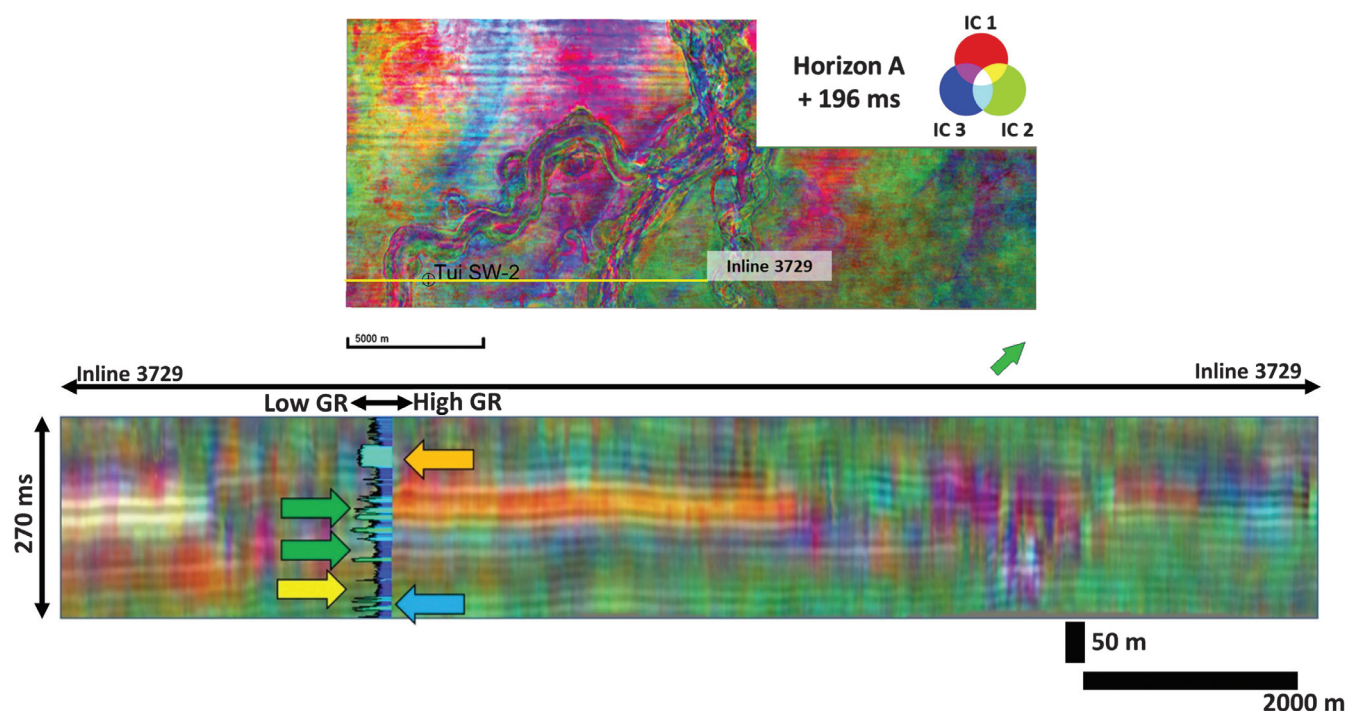 IC 1
Horizon A
+ 196 ms
IC 3
IC 2
Tui SW-2
Inline 3729
5000 m
Inline 3729
Inline 3729
Low GR
High GR
270 ms
50 m
2000 m